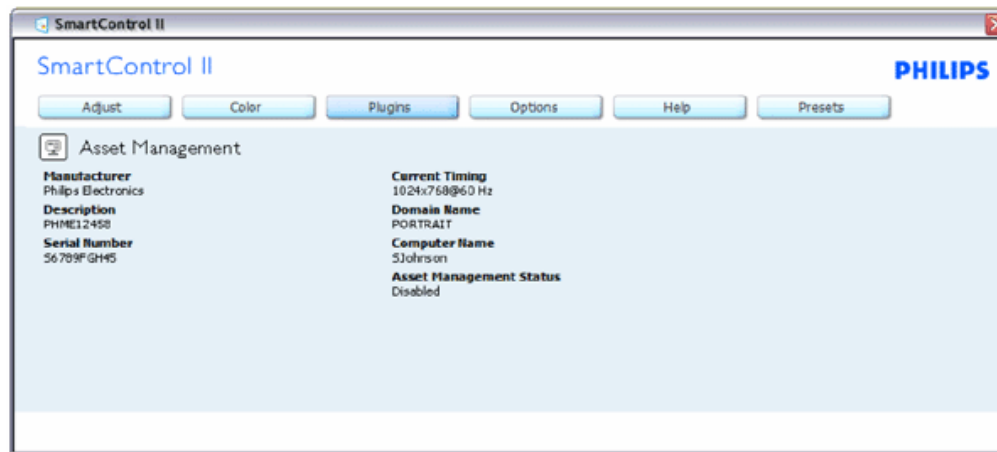 SmartControl II
SmartControl II
PHILIPS
Adjust Color Plugins Options Help Presets
Asset Management
Manufacturer
Philips Electronics
Description
PHME12458
Serial Number
56789FGH45
Current Timing
1024x768@60 Hz
Domain Name
PORTRAIT
Computer Name
SJohnson
Asset Management Status
Disabled